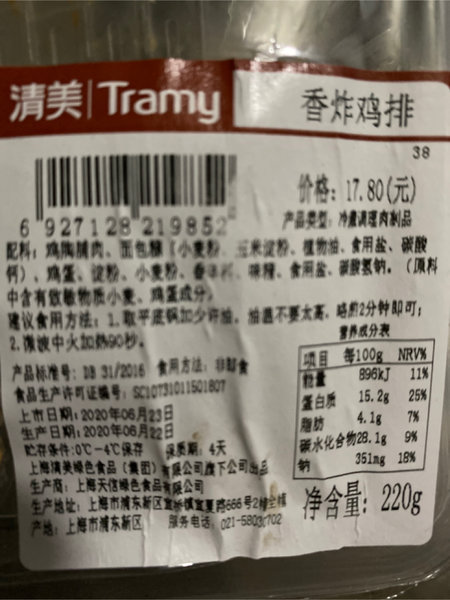 清美 Tramy
香炸鸡排
38
6 927128 219852
价格: 17.80(元)
产品类型: 冷藏调理肉制品
配料: 鸡胸脯肉、面包糠(小麦粉、玉米淀粉、植物油、食用盐、碳酸
钙)、鸡蛋、淀粉、小麦粉、味精、食用盐、碳酸氢钠。(原料
中含有致敏物质小麦、鸡蛋成分)
建议食用方法: 1.取平底锅加少许油, 油温不要太高, 略煎2分钟即可;
2.微波中火加热90秒。
营养成分表
项目 每100g NRV%
能量 896kJ 11%
蛋白质 15.2g 25%
脂肪 4.1g 7%
碳水化合物 28.1g 9%
钠 351mg 18%
产品标准号: DB 31/2016 食用方法: 非即食
食品生产许可证编号: SC10731011501807
上市日期: 2020年06月23日
生产日期: 2020年06月22日
贮存条件: 0℃-4℃保存 保质期: 4天
上海清美绿色食品(集团)有限公司旗下公司出品
生产商: 上海天信绿色食品有限公司
生产地址: 上海市浦东新区宣桥镇宣夏路666号2幢全幢
产地: 上海市浦东新区 服务电话: 021-5803 702
净含量: 220g